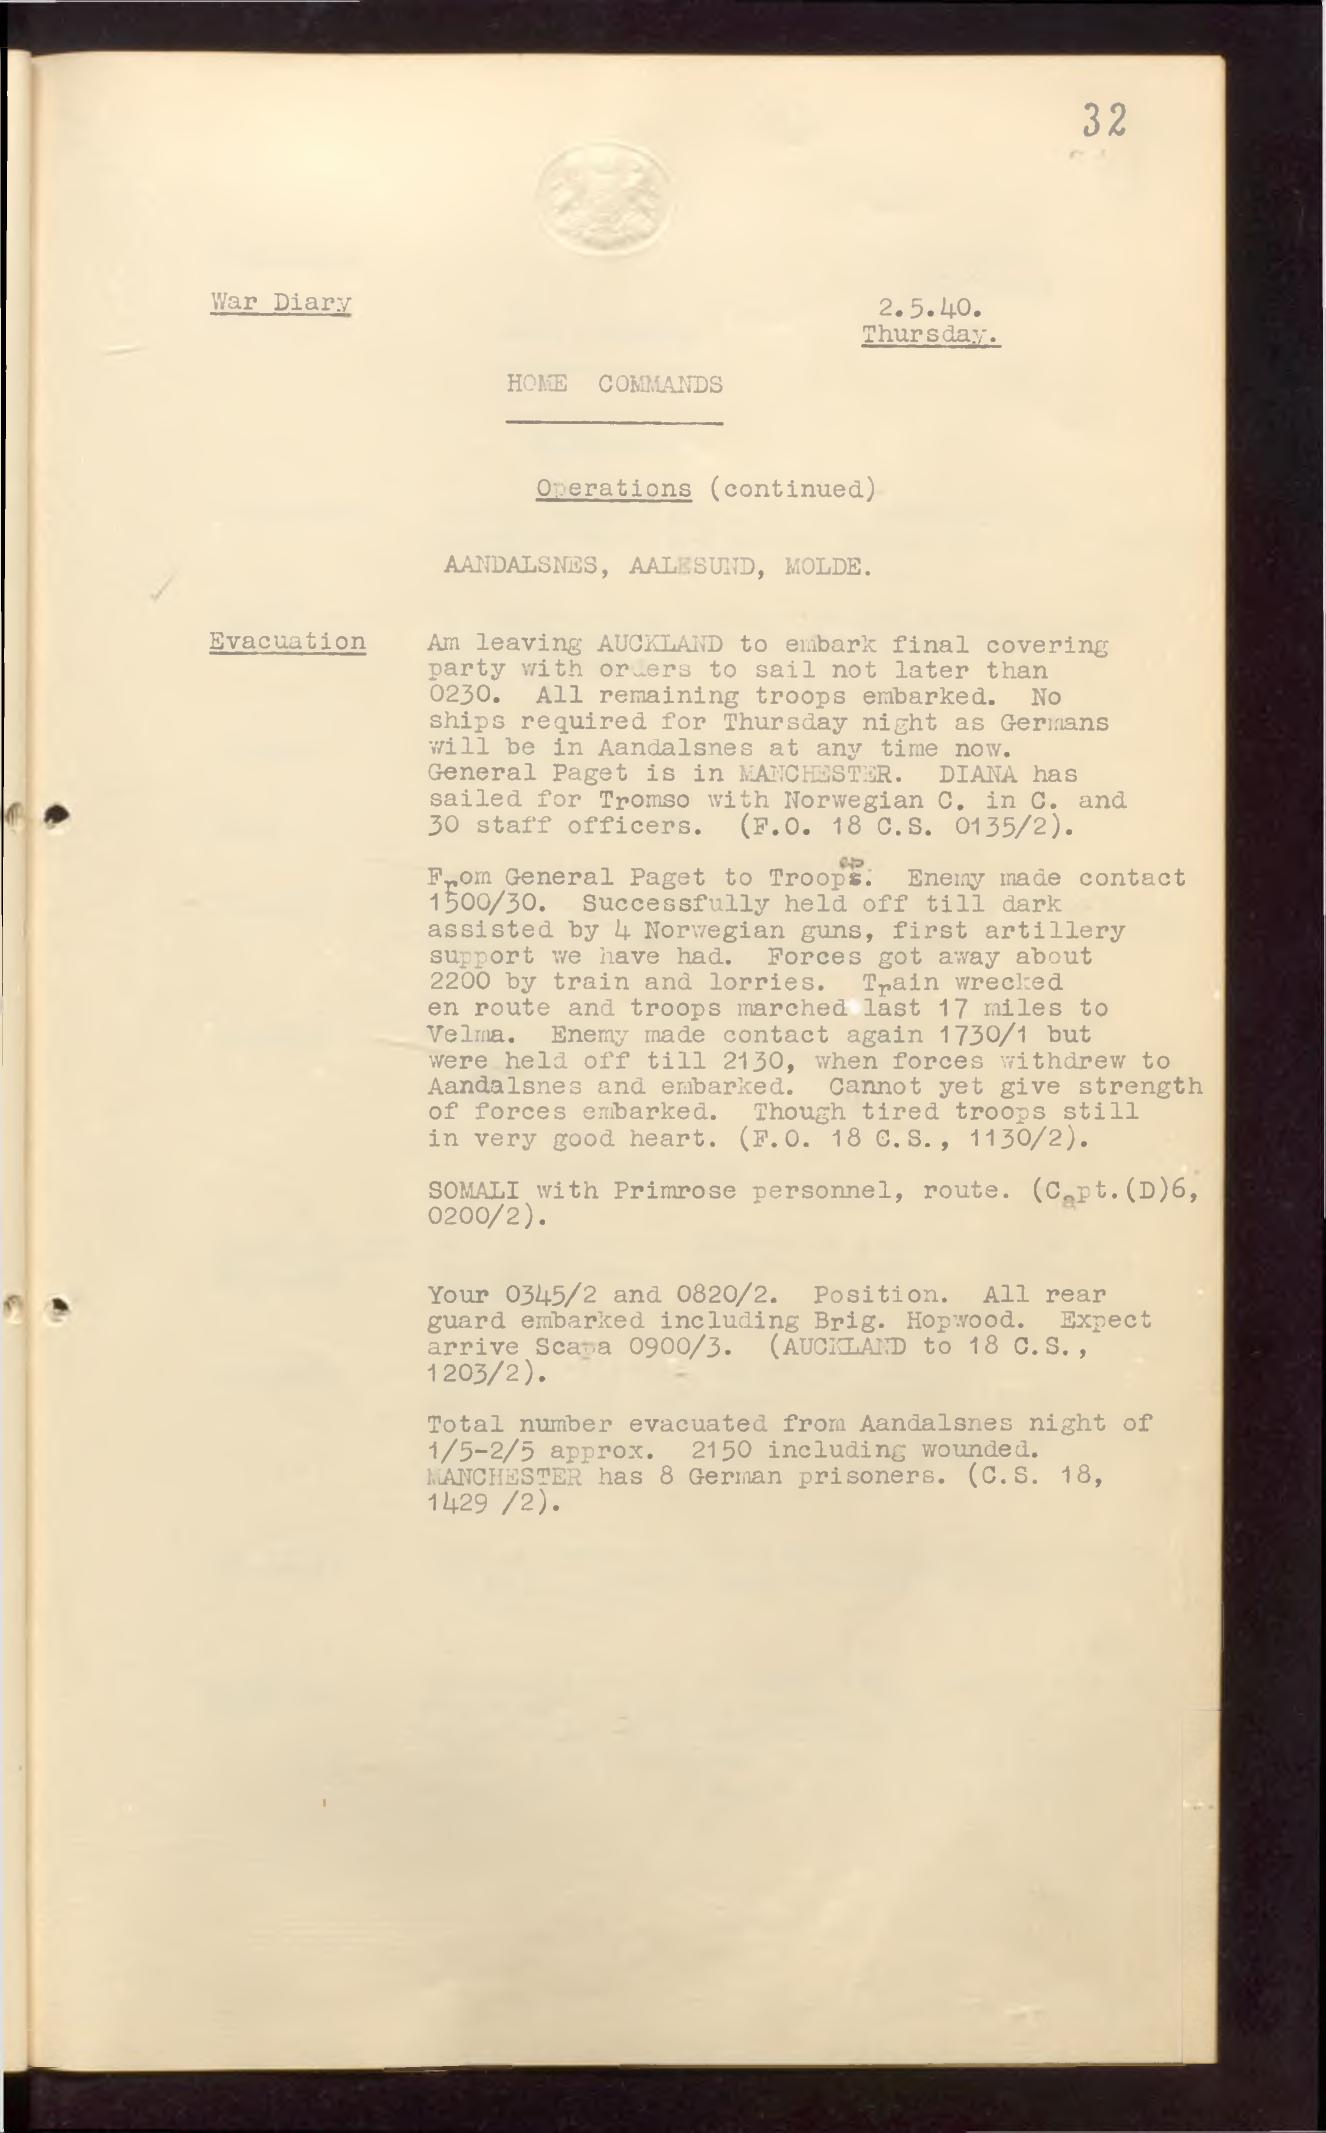 32
War Diary
2.5.40.
Thursday.
HOME COMMANDS
Operations (continued)
AANDALSNES, AALESUND, MOLDE.
Evacuation
Am leaving AUCKLAND to embark final covering
party with orders to sail not later than
0230. All remaining troops embarked. No
ships required for Thursday night as Germans
will be in Aandalsnes at any time now.
General Paget is in MANCHESTER. DIANA has
sailed for Tromso with Norwegian C. in C. and
30 staff officers. (F.O. 18 C.S. 0135/2).
From General Paget to Troops. Enemy made contact
1500/30. Successfully held off till dark
assisted by 4 Norwegian guns, first artillery
support we have had. Forces got away about
2200 by train and lorries. Train wrecked
en route and troops marched last 17 miles to
Velma. Enemy made contact again 1730/1 but
were held off till 2130, when forces withdrew to
Aandalsnes and embarked. Cannot yet give strength
of forces embarked. Though tired troops still
in very good heart. (F.O. 18 C.S., 1130/2).
SOMALI with Primrose personnel, route. (Capt.(D)6,
0200/2).
Your 0345/2 and 0820/2. Position. All rear
guard embarked including Brig. Hopwood. Expect
arrive Scapa 0900/3. (AUCKLAND to 18 C.S.,
1203/2).
Total number evacuated from Aandalsnes night of
1/5-2/5 approx. 2150 including wounded.
MANCHESTER has 8 German prisoners. (C.S. 18,
1429 /2).